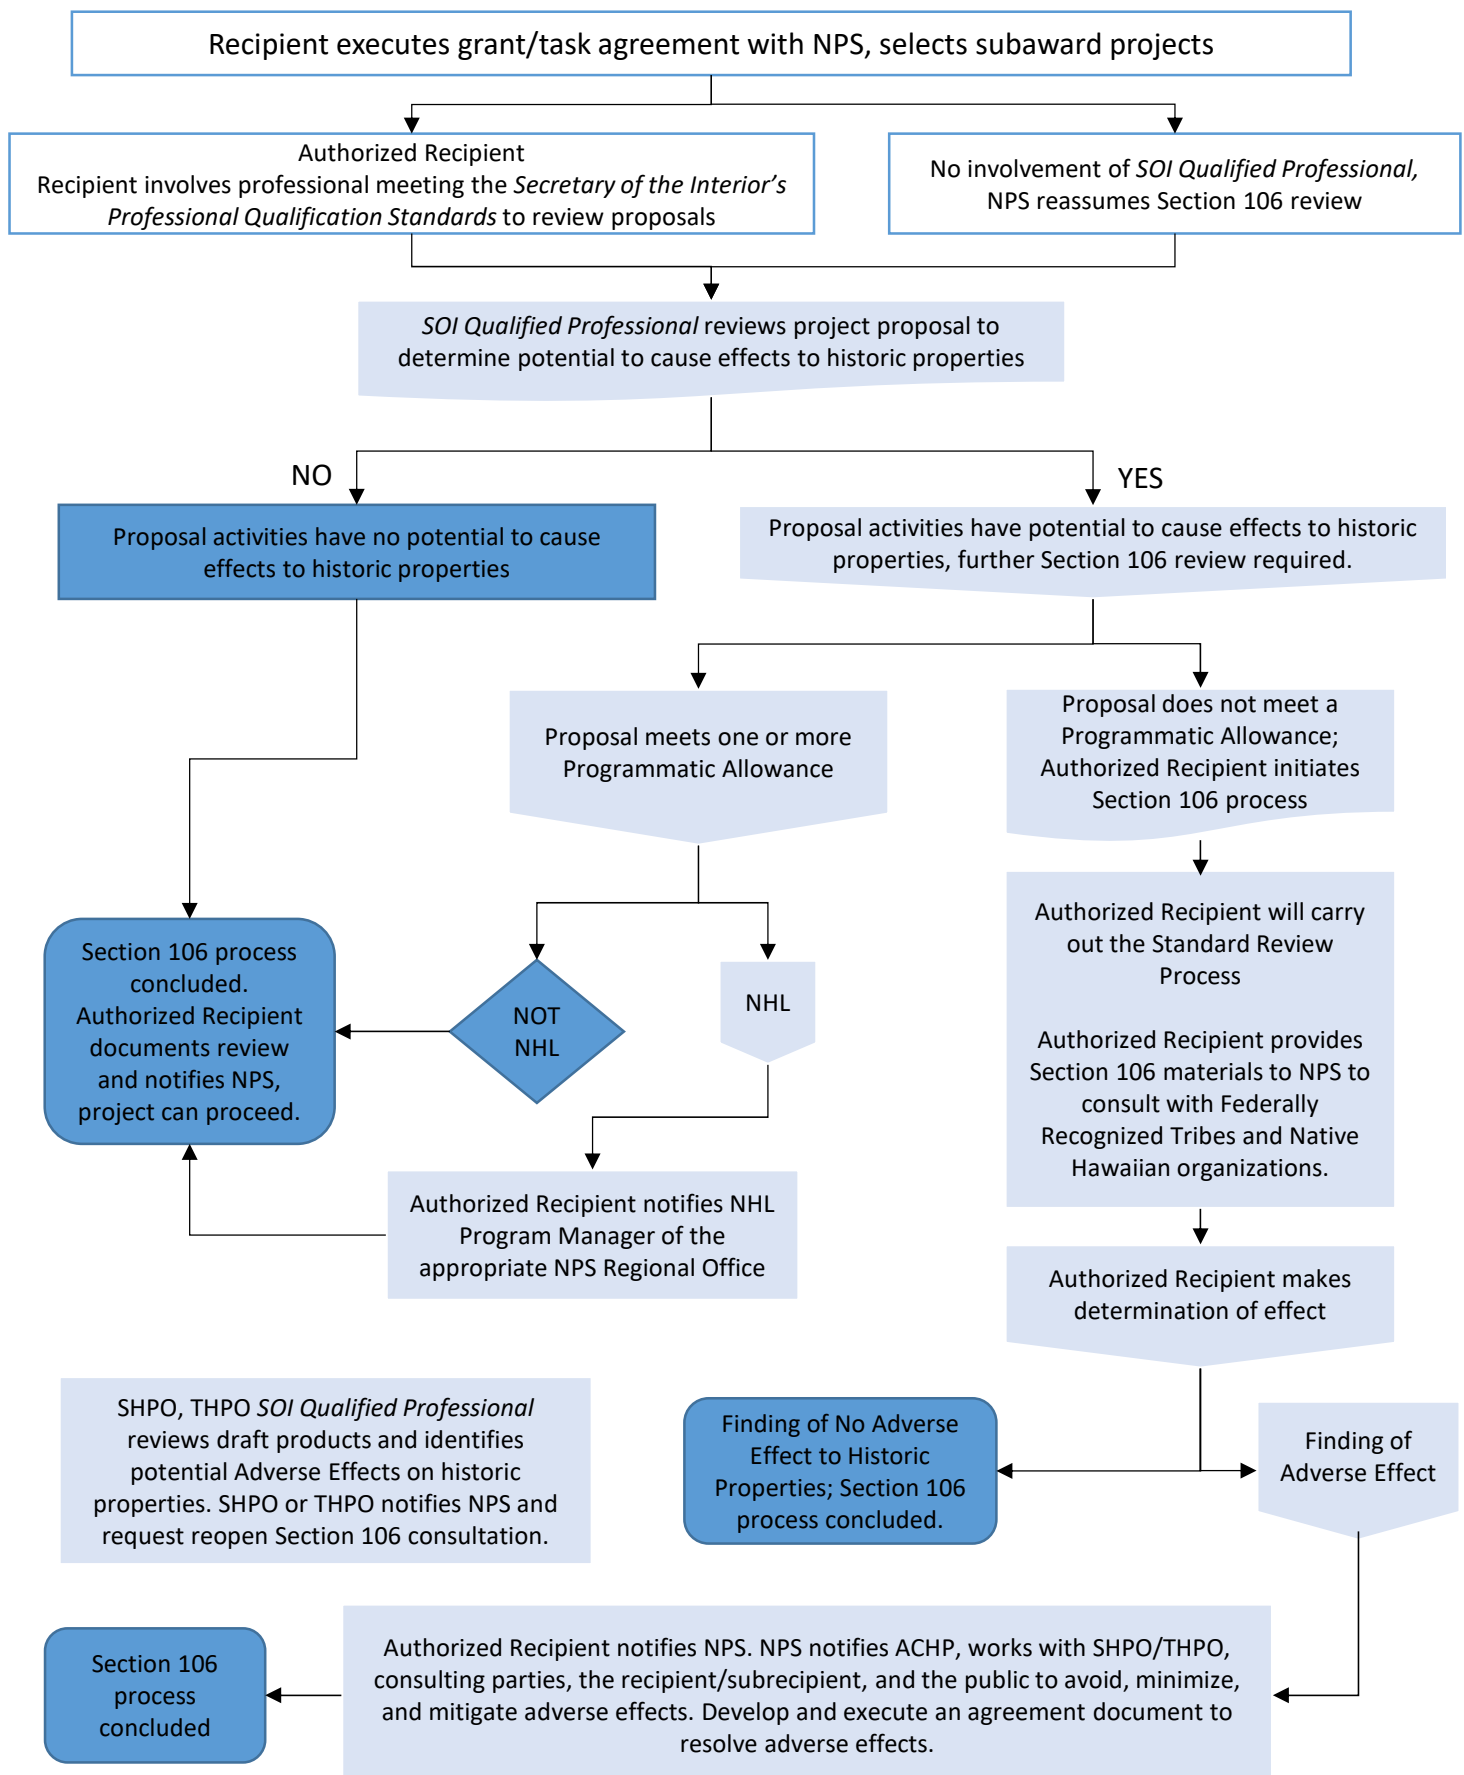 Recipient executes grant/task agreement with NPS, selects subaward projects
Authorized Recipient
Recipient involves professional meeting the Secretary of the Interior's
Professional Qualification Standards to review proposals
No involvement of SOI Qualified Professional,
NPS reassumes Section 106 review
SOI Qualified Professional reviews project proposal to
determine potential to cause effects to historic properties
NO
YES
Proposal activities have no potential to cause
effects to historic properties
Proposal activities have potential to cause effects to historic
properties, further Section 106 review required.
Proposal meets one or more
Programmatic Allowance
Proposal does not meet a
Programmatic Allowance;
Authorized Recipient initiates
Section 106 process
Section 106 process
concluded.
Authorized Recipient
documents review
and notifies NPS,
project can proceed.
NOT
NHL
NHL
Authorized Recipient will carry
out the Standard Review
Process
Authorized Recipient provides
Section 106 materials to NPS to
consult with Federally
Recognized Tribes and Native
Hawaiian organizations.
Authorized Recipient notifies NHL
Program Manager of the
appropriate NPS Regional Office
Authorized Recipient makes
determination of effect
SHPO, THPO SOI Qualified Professional
reviews draft products and identifies
potential Adverse Effects on historic
properties. SHPO or THPO notifies NPS and
request reopen Section 106 consultation.
Finding of No Adverse
Effect to Historic
Properties; Section 106
process concluded.
Finding of
Adverse Effect
Section 106
process
concluded
Authorized Recipient notifies NPS. NPS notifies ACHP, works with SHPO/THPO,
consulting parties, the recipient/subrecipient, and the public to avoid, minimize,
and mitigate adverse effects. Develop and execute an agreement document to
resolve adverse effects.